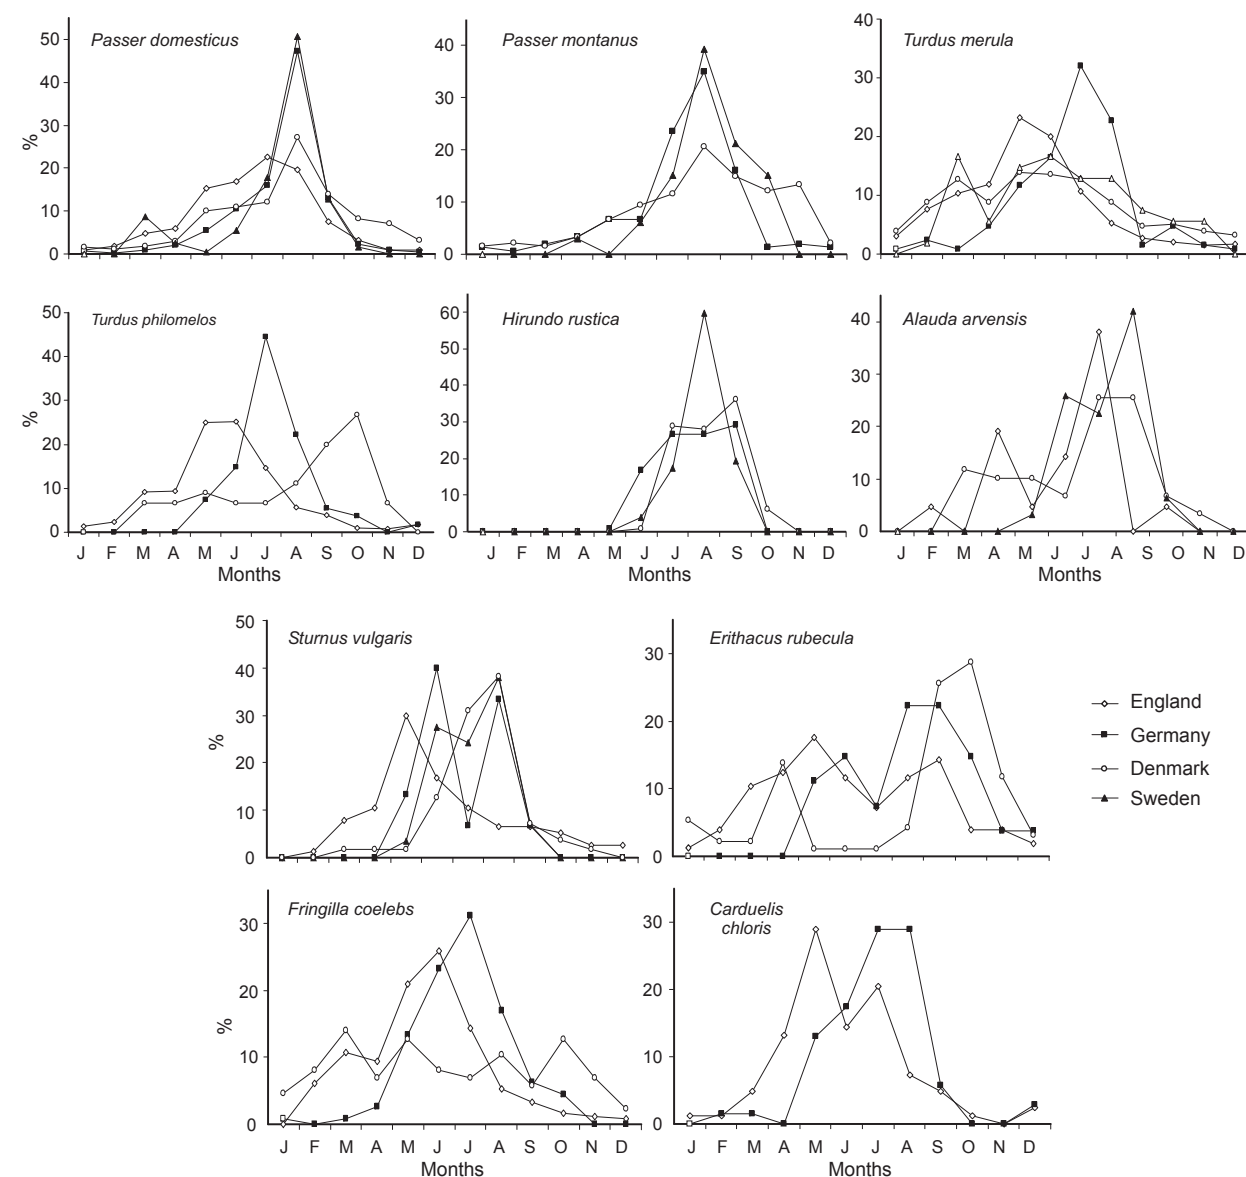 Passer domesticus
50
40
30
20
10
0
%
Passer montanus
40
30
20
10
0
Turdus merula
40
30
20
10
0
Turdus philomelos
50
40
30
20
10
0
%
J F M A M J J A S O N D
Months
Hirundo rustica
60
50
40
30
20
10
0
J F M A M J J A S O N D
Months
Alauda arvensis
40
30
20
10
0
J F M A M J J A S O N D
Months
Sturnus vulgaris
50
40
30
20
10
0
%
Erithacus rubecula
30
20
10
0
England
Germany
Denmark
Sweden
Fringilla coelebs
30
20
10
0
%
J F M A M J J A S O N D
Months
Carduelis
chloris
30
20
10
0
J F M A M J J A S O N D
Months